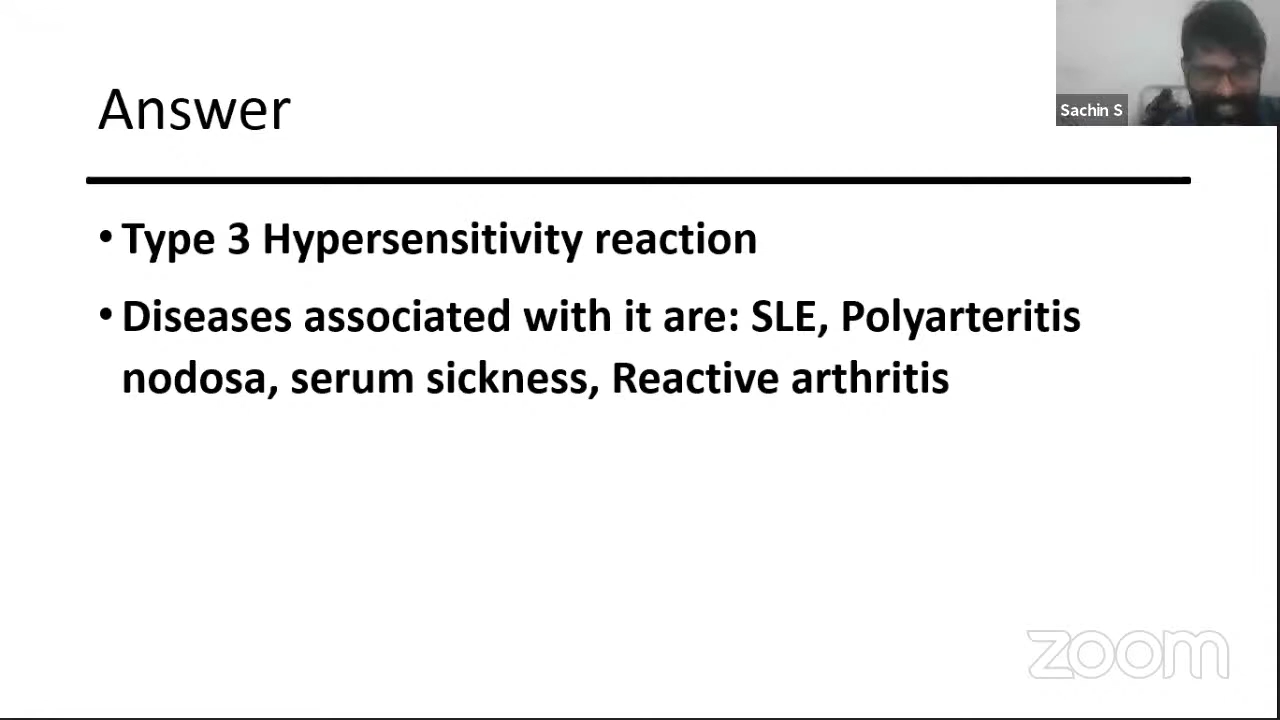 Answer
Sachin S
• Type 3 Hypersensitivity reaction
• Diseases associated with it are: SLE, Polyarteritis
nodosa, serum sickness, Reactive arthritis
zoom